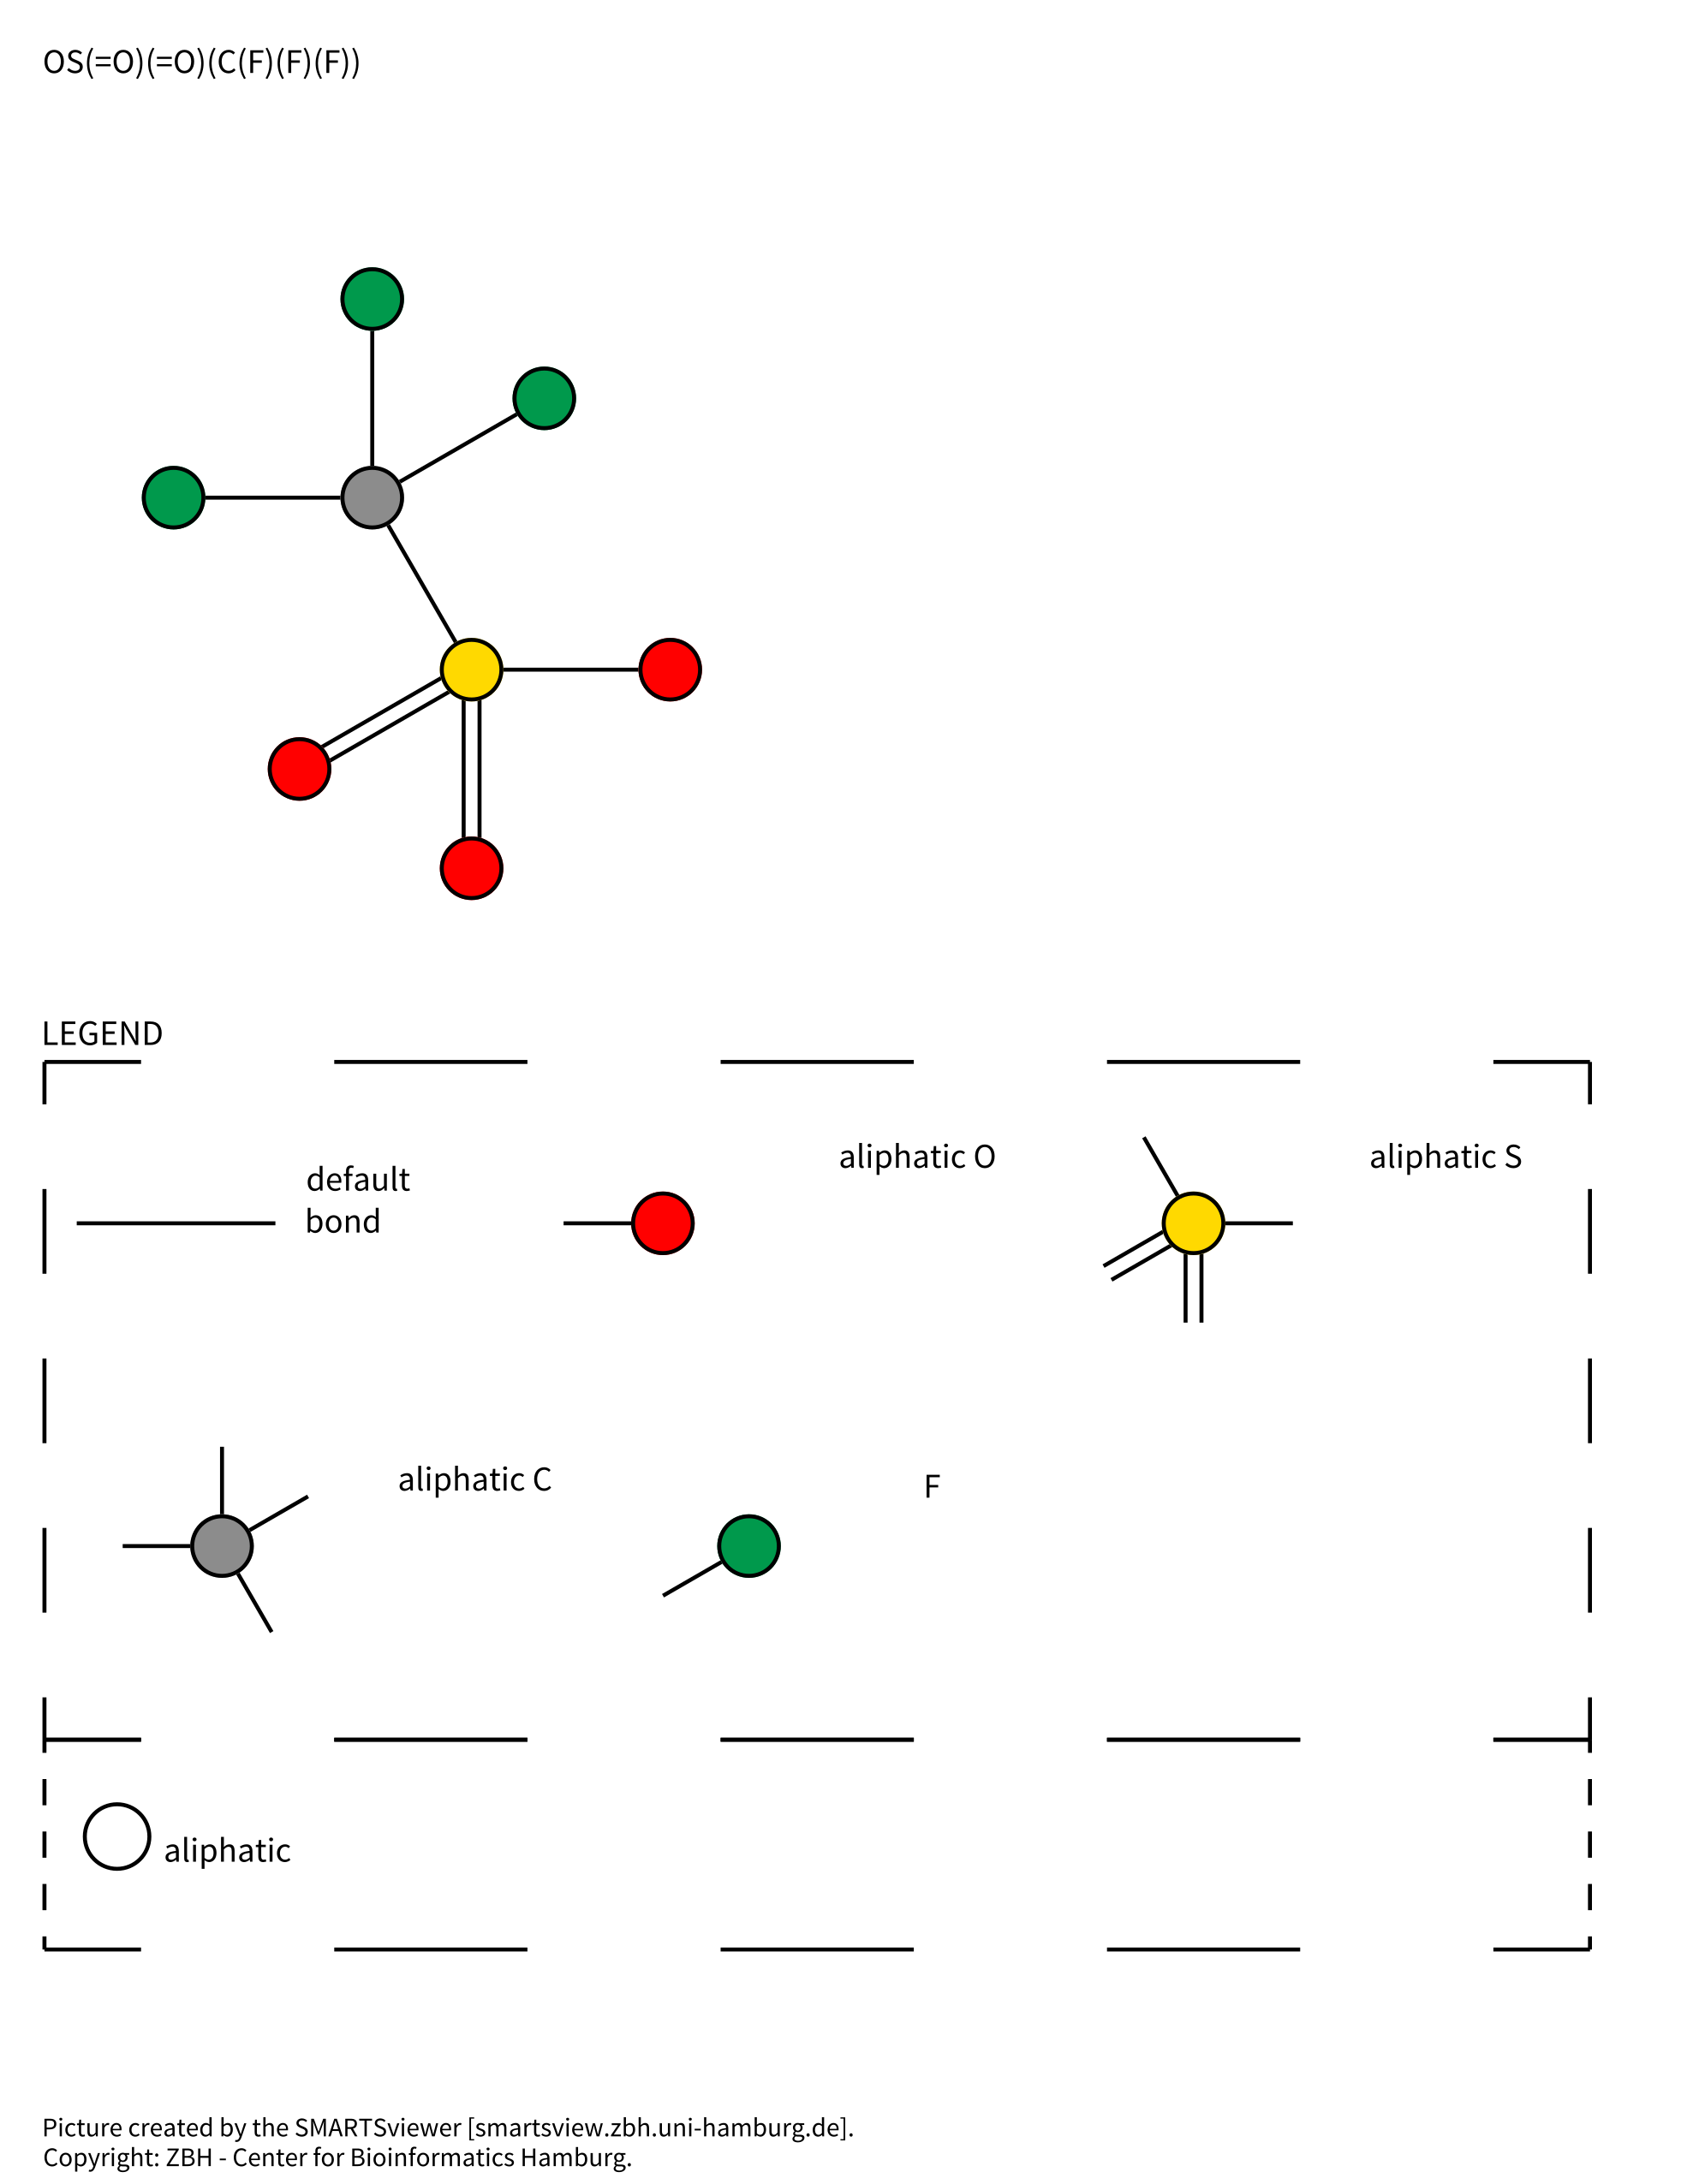 OS(=O)(=O)(C(F)(F)(F))
LEGEND
default
bond
aliphatic O
aliphatic S
aliphatic C
F
aliphatic
Picture created by the SMARTSviewer [smartsview.zbh.uni-hamburg.de].
Copyright: ZBH - Center for Bioinformatics Hamburg.